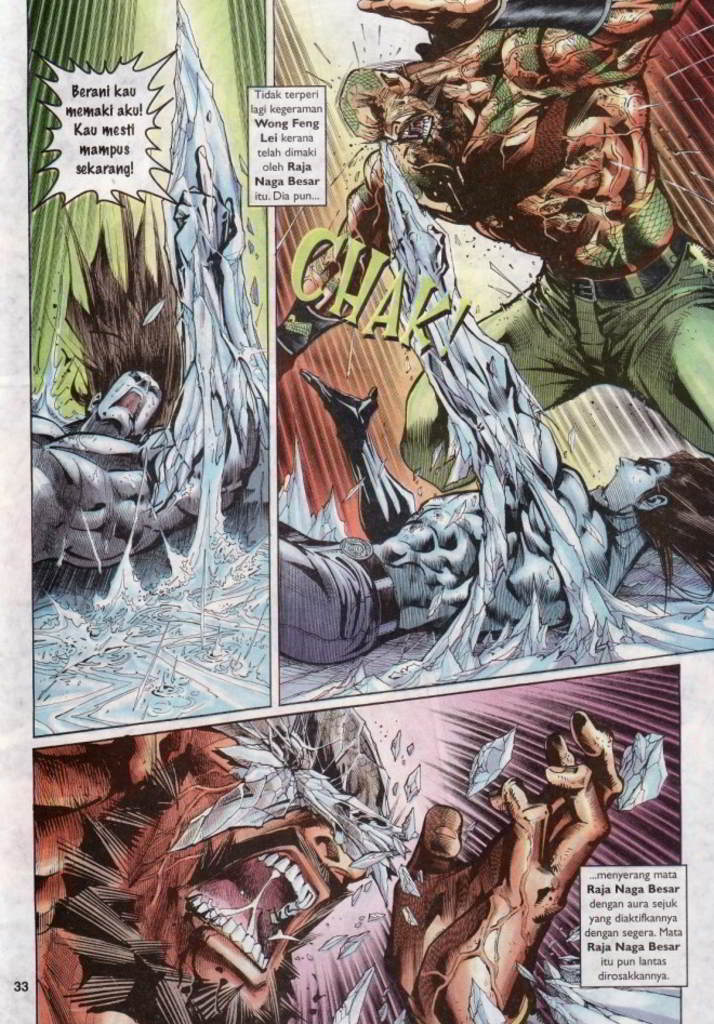 Berani kau
memaki aku!
Kau mesti
mampus
sekarang!
Tidak terperi
lagi kegeraman
Wong Feng
Lei kerana
telah dimaki
oleh Raja
Naga Besar
itu. Dia pun...
CHAK!
...menyerang mata
Raja Naga Besar
dengan aura sejuk
yang diaktifkannya
dengan segera. Mata
Raja Naga Besar
itu pun lantas
dirosakkannya.
33